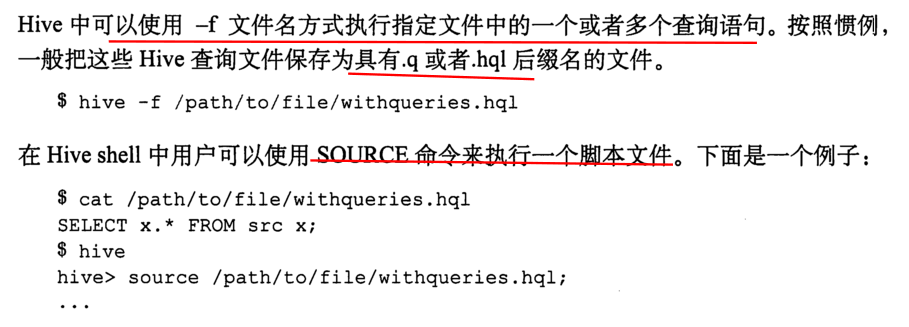 Hive 中可以使用 –f 文件名方式执行指定文件中的一个或者多个查询语句。按照惯例，
一般把这些 Hive 查询文件保存为具有.q 或者.hql 后缀名的文件。
$ hive -f /path/to/file/withqueries.hql
在 Hive shell 中用户可以使用 SOURCE 命令来执行一个脚本文件。下面是一个例子：
$ cat /path/to/file/withqueries.hql
SELECT x.* FROM src x;
$ hive
hive> source /path/to/file/withqueries.hql;
...